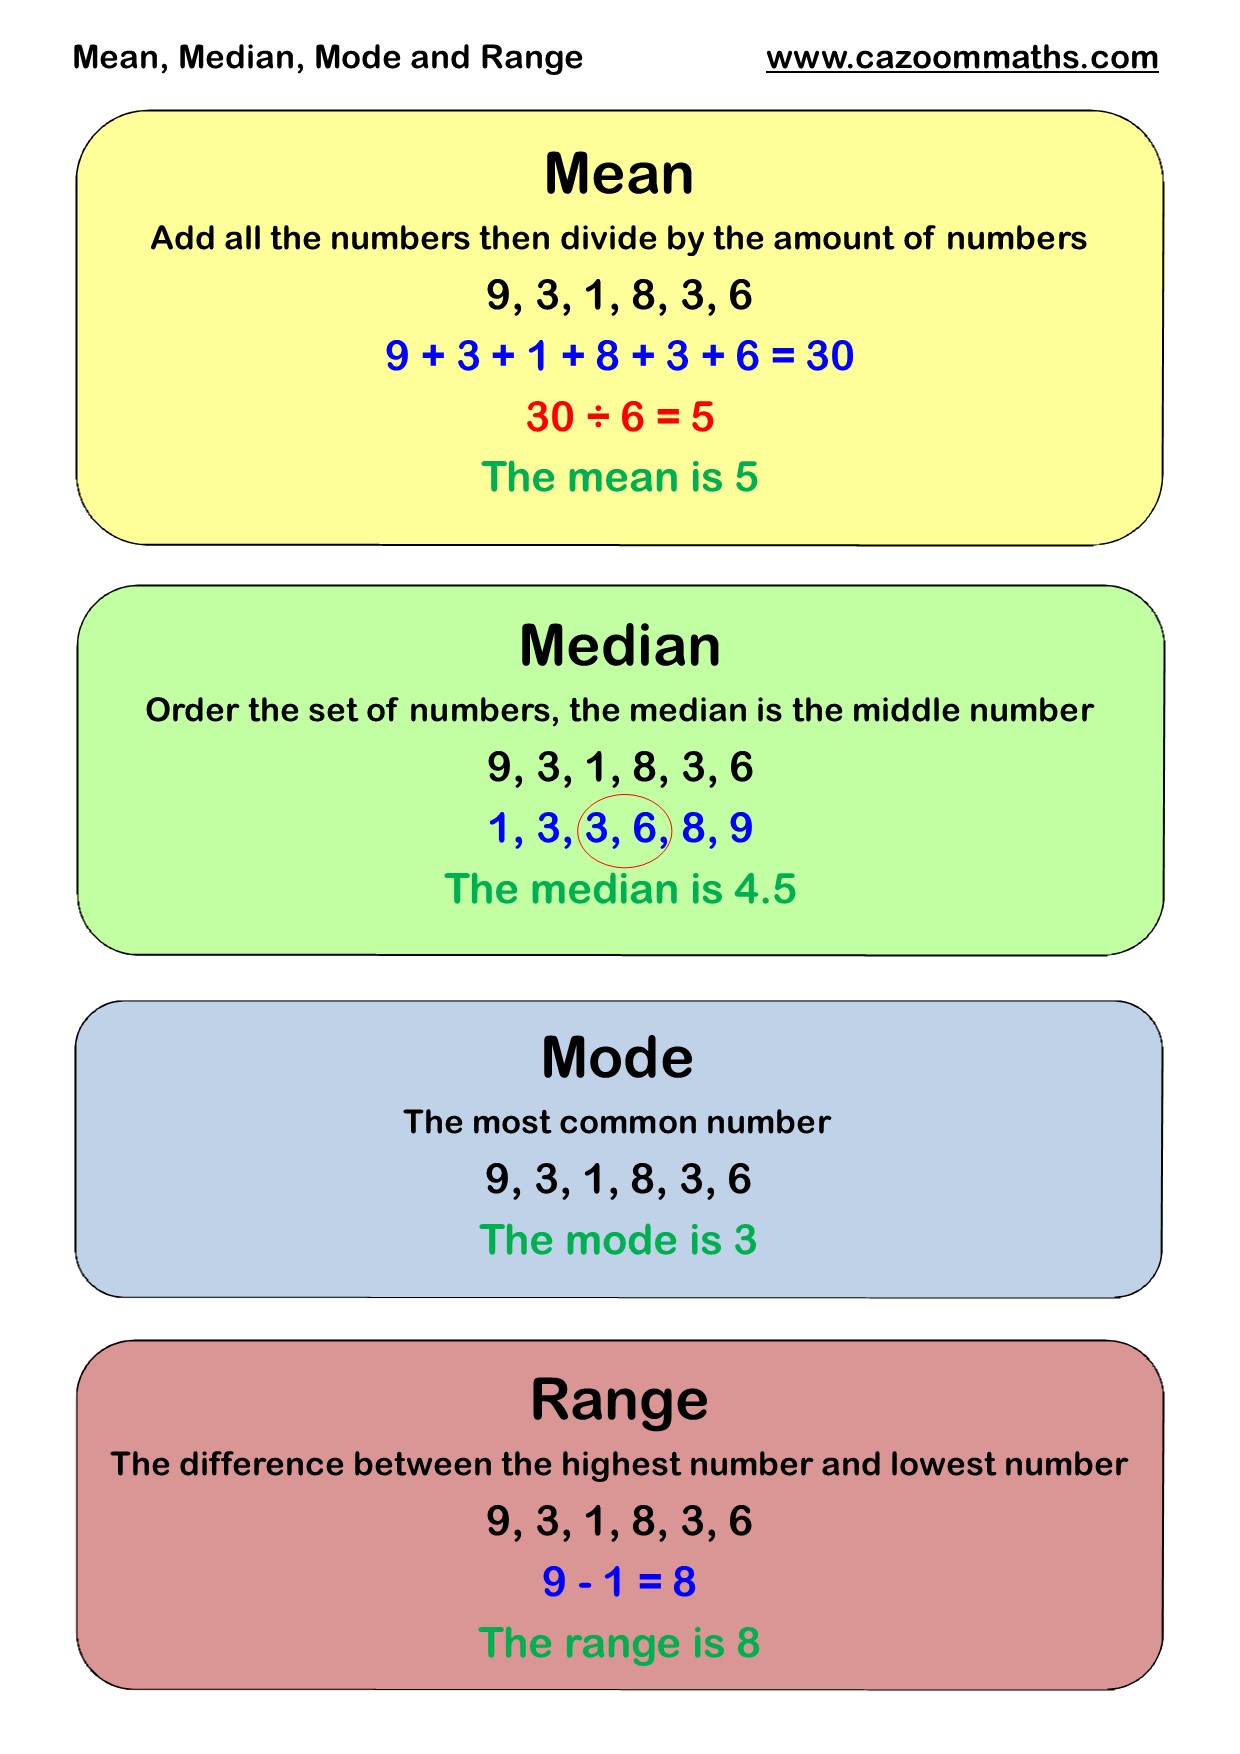 Mean, Median, Mode and Range www.cazoommaths.com
Mean
Add all the numbers then divide by the amount of numbers
9, 3, 1, 8, 3, 6
9 + 3 + 1 + 8 + 3 + 6 = 30
30 ÷ 6 = 5
The mean is 5
Median
Order the set of numbers, the median is the middle number
9, 3, 1, 8, 3, 6
1, 3, 3, 6, 8, 9
The median is 4.5
Mode
The most common number
9, 3, 1, 8, 3, 6
The mode is 3
Range
The difference between the highest number and lowest number
9, 3, 1, 8, 3, 6
9 - 1 = 8
The range is 8